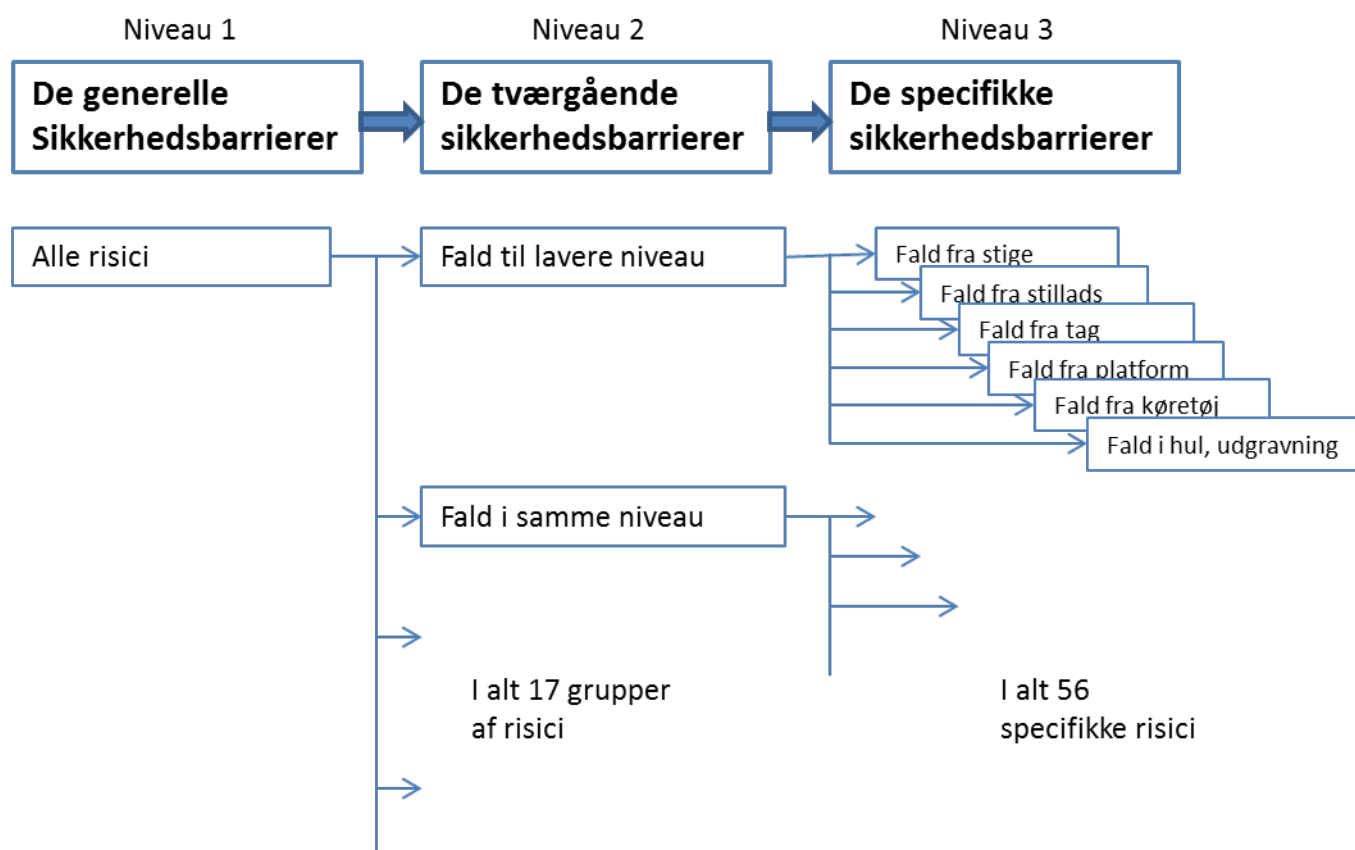 Niveau 1
Niveau 2
Niveau 3
De generelle
Sikkerhedsbarrierer
De tværgående
sikkerhedsbarrierer
De specifikke
sikkerhedsbarrierer
Alle risici
Fald til lavere niveau
Fald fra stige
Fald fra stillads
Fald fra tag
Fald fra platform
Fald fra køretøj
Fald i hul, udgravning
Fald i samme niveau
I alt 17 grupper
af risici
I alt 56
specifikke risici